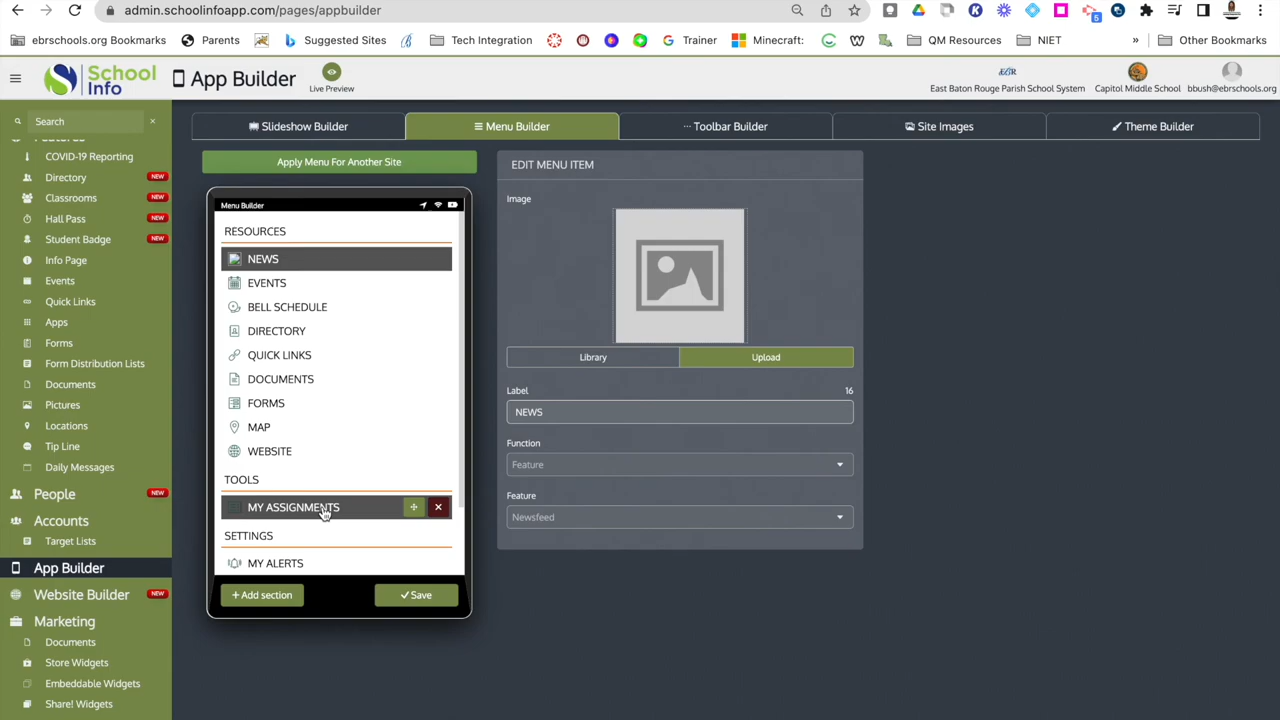 admin.schoolinfoapp.com/pages/appbuilder
5
ebrschools.org Bookmarks
Parents
Suggested Sites
Tech Integration
Trainer
Minecraft:
QM Resources
NIET
»
Other Bookmarks
School Info
App Builder
Live Preview
EBR
East Baton Rouge Parish School System
Capitol Middle School
bbush@ebrschools.org
Search
Slideshow Builder
Menu Builder
Toolbar Builder
Site Images
Theme Builder
Features
COVID-19 Reporting
Directory NEW
Classrooms NEW
Hall Pass NEW
Student Badge NEW
Info Page
Events
Quick Links
Apps
Forms
Form Distribution Lists
Documents
Pictures
Locations
Tip Line
Daily Messages
People NEW
Accounts
Target Lists
App Builder
Website Builder NEW
Marketing
Documents
Store Widgets
Embeddable Widgets
Share! Widgets
Apply Menu For Another Site
Menu Builder
RESOURCES
NEWS
EVENTS
BELL SCHEDULE
DIRECTORY
QUICK LINKS
DOCUMENTS
FORMS
MAP
WEBSITE
TOOLS
MY ASSIGNMENTS
SETTINGS
MY ALERTS
+ Add section
Save
EDIT MENU ITEM
Image
Library
Upload
Label 16
NEWS
Function
Feature
Feature
Newsfeed